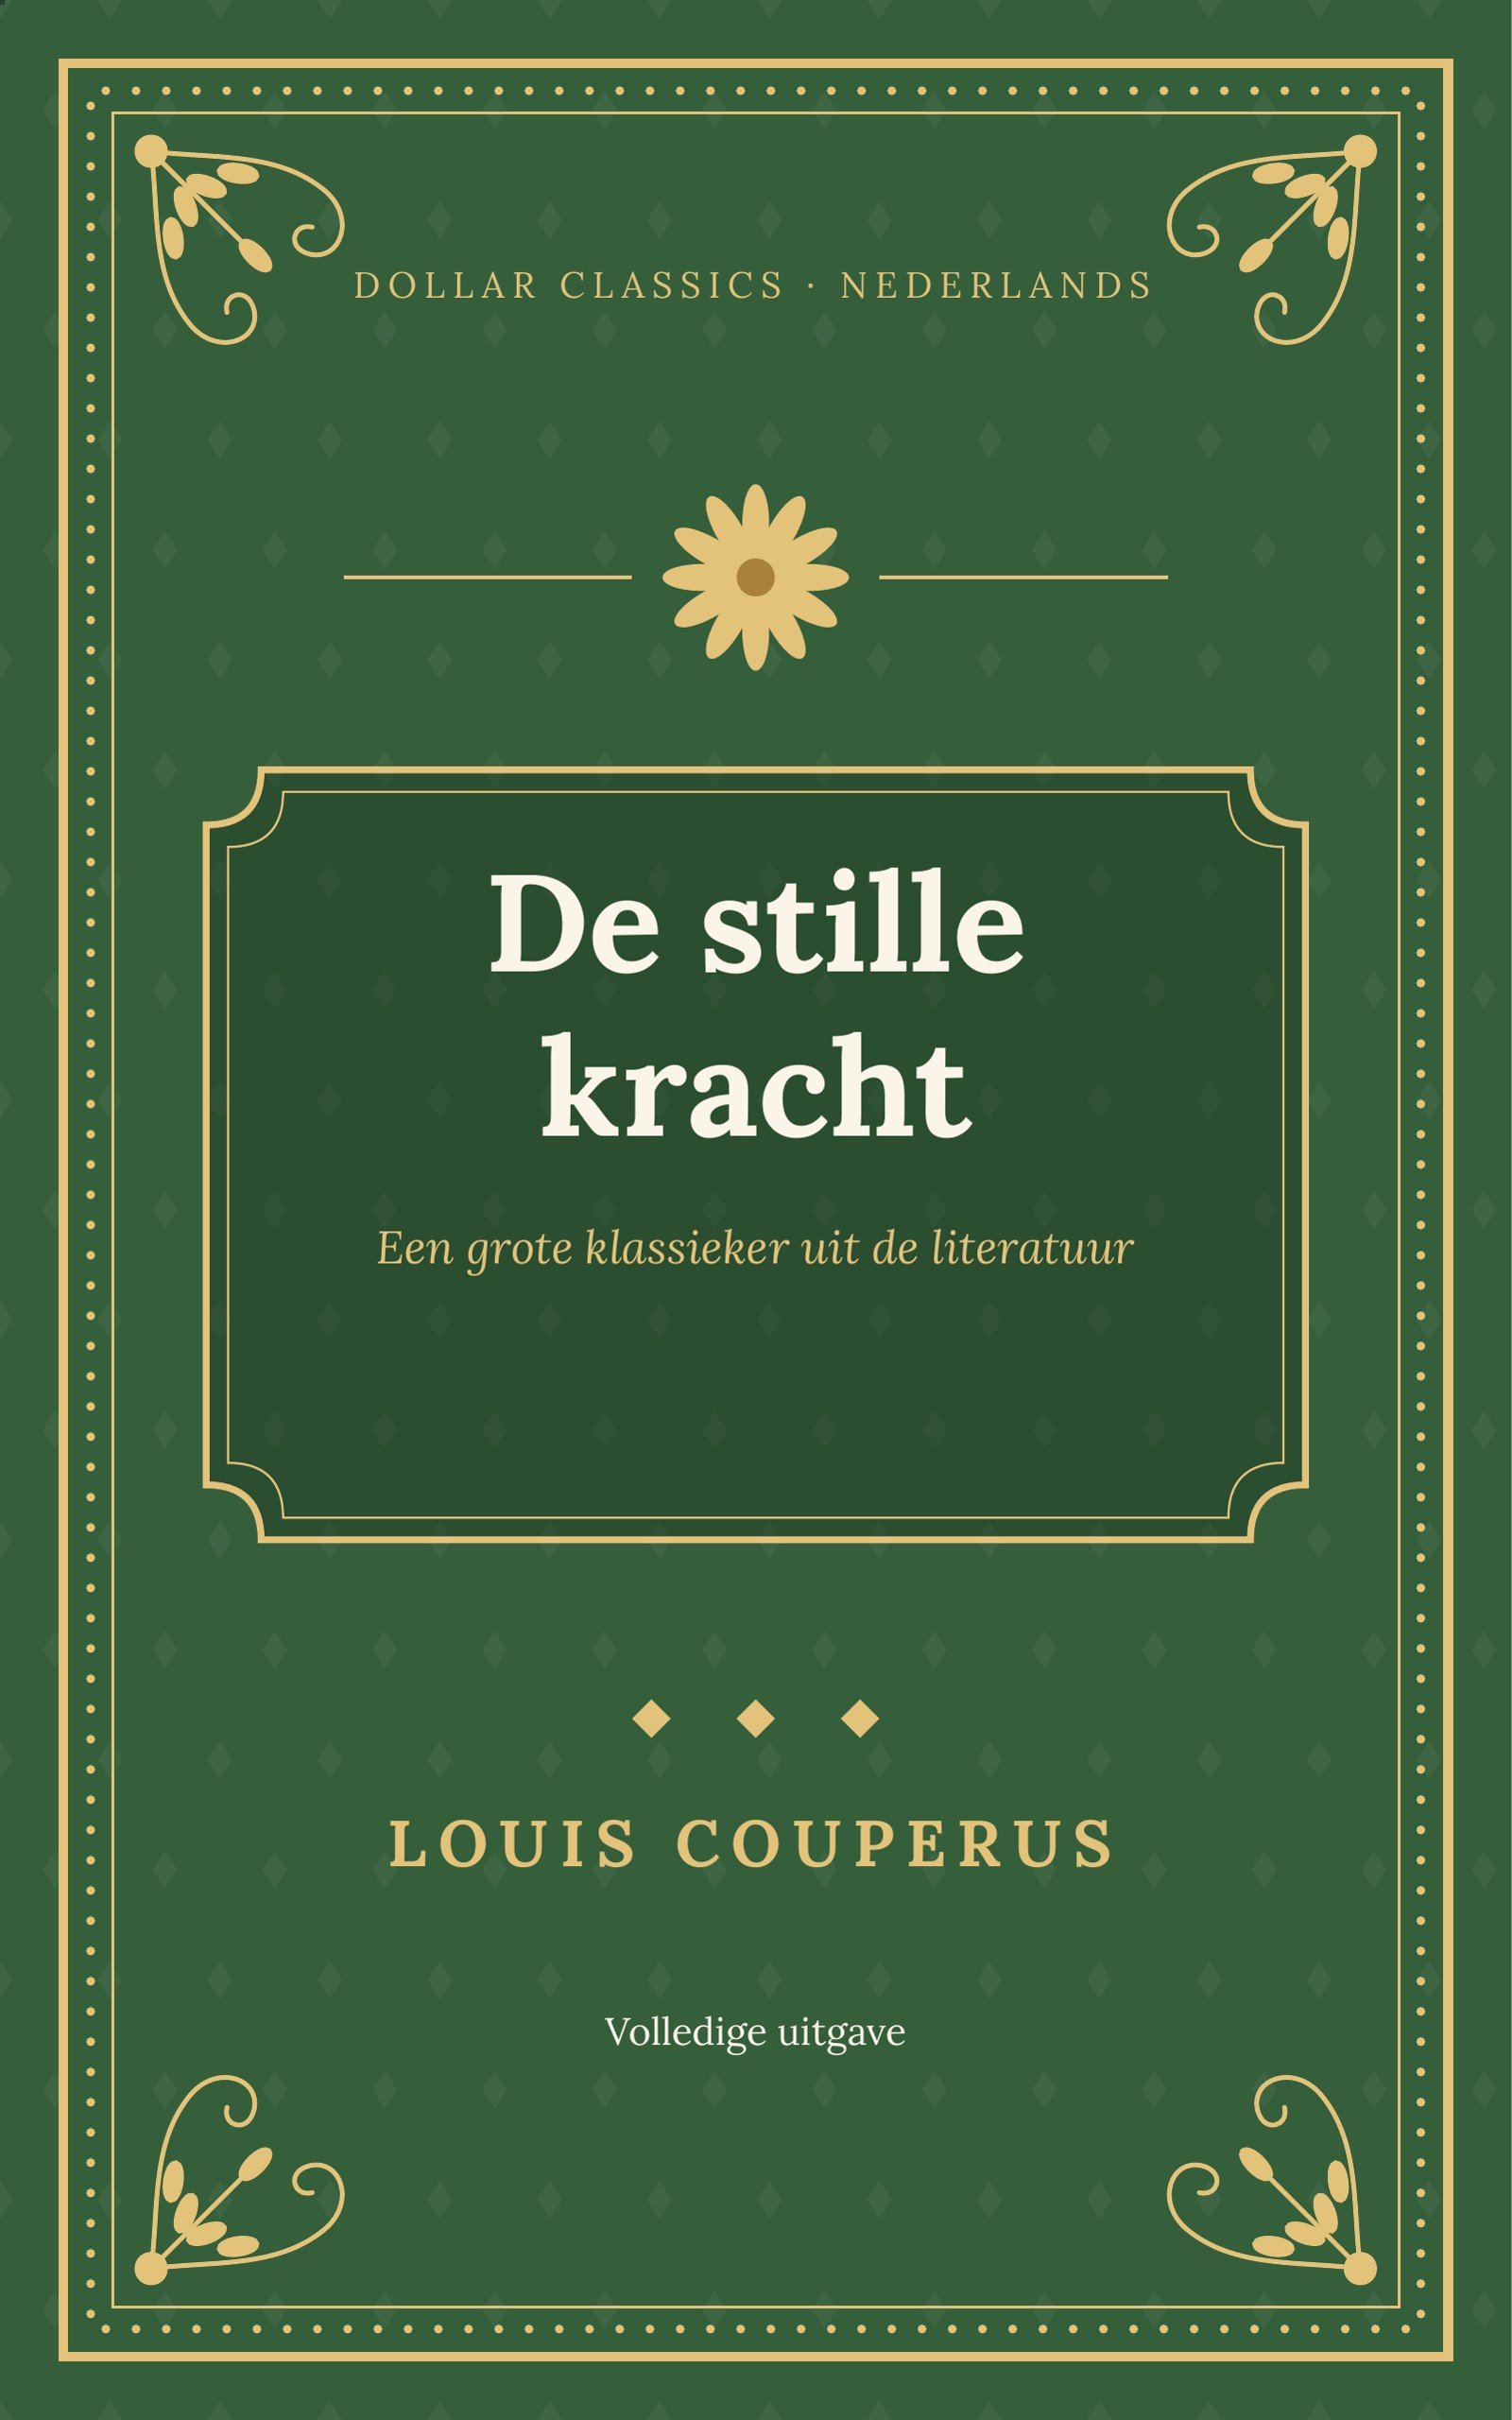 DOLLAR CLASSICS · NEDERLANDS
De stille
kracht
Een grote klassieker uit de literatuur
LOUIS COUPERUS
Volledige uitgave